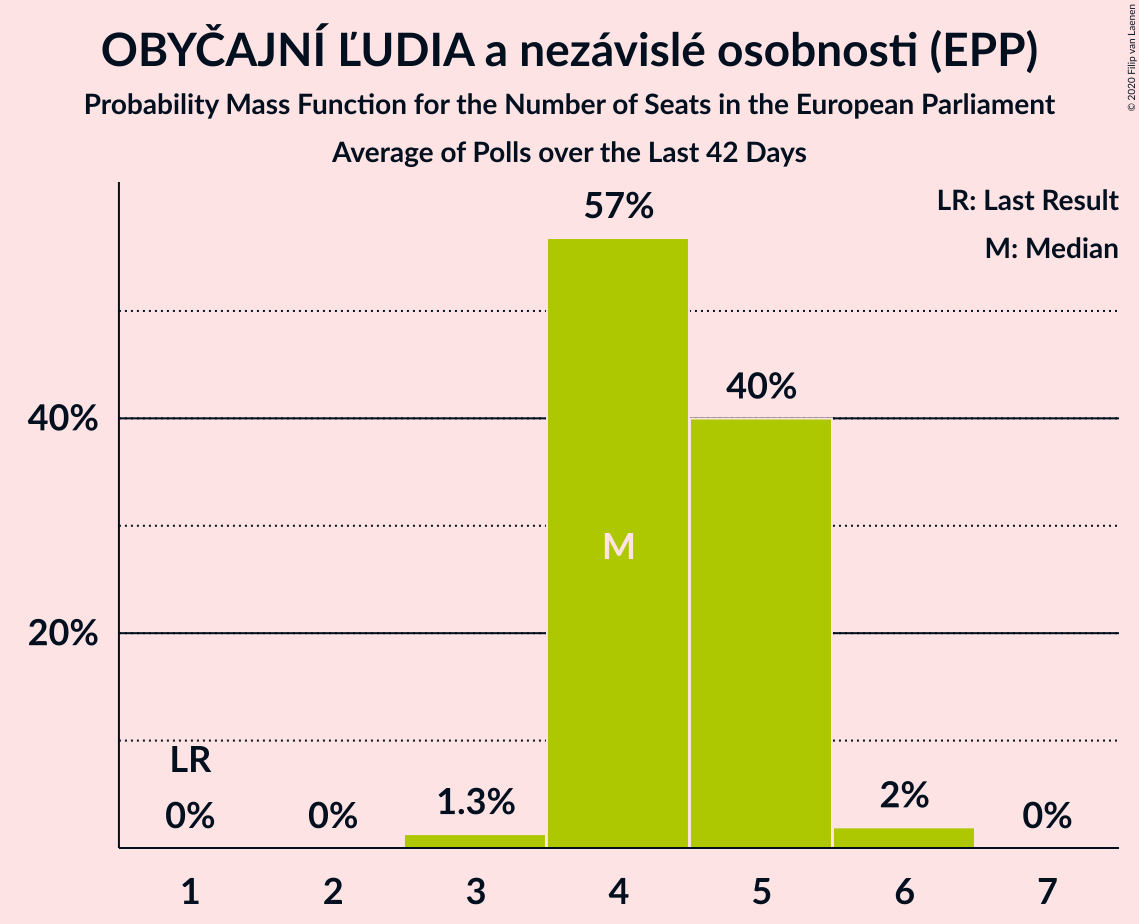 OBYČAJNÍ ĽUDIA a nezávislé osobnosti (EPP)
Probability Mass Function for the Number of Seats in the European Parliament
Average of Polls over the Last 42 Days
© 2020 Filip van Laenen
LR: Last Result
M: Median
57%
40%
40%
M
20%
LR
0%
0%
1.3%
2%
0%
1
2
3
4
5
6
7